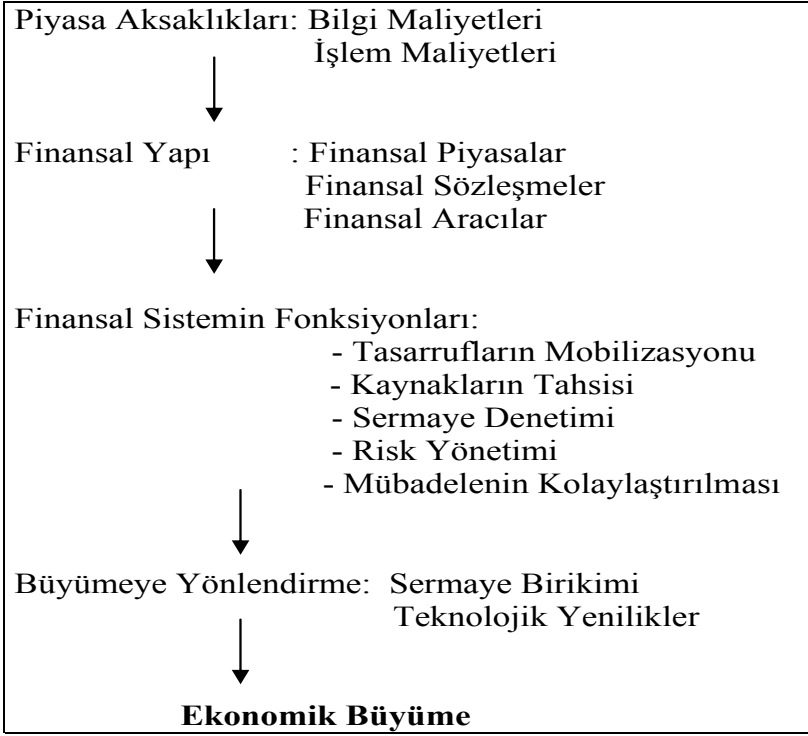 Piyasa Aksaklıkları: Bilgi Maliyetleri
İşlem Maliyetleri
Finansal Yapı : Finansal Piyasalar
Finansal Sözleşmeler
Finansal Aracılar
Finansal Sistemin Fonksiyonları:
- Tasarrufların Mobilizasyonu
- Kaynakların Tahsisi
- Sermaye Denetimi
- Risk Yönetimi
- Mübadelenin Kolaylaştırılması
Büyümeye Yönlendirme: Sermaye Birikimi
Teknolojik Yenilikler
Ekonomik Büyüme